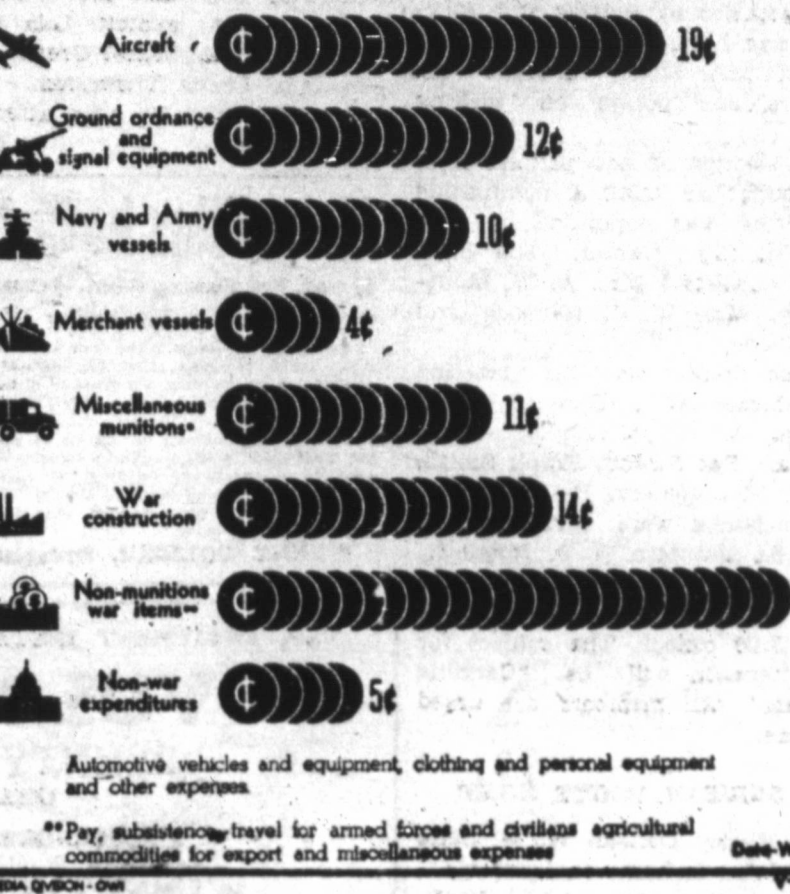 Aircraft
19¢
Ground ordnance
and
signal equipment
12¢
Navy and Army
vessels
10¢
Merchant vessels
4¢
Miscellaneous
munitions*
11¢
War
construction
14¢
Non-munitions
war items**
Non-war
expenditures
5¢
Automotive vehicles and equipment, clothing and personal equipment
and other expenses.
**Pay, subsistence, travel for armed forces and civilians agricultural
commodities for export and miscellaneous expenses
DIVISION - OWI